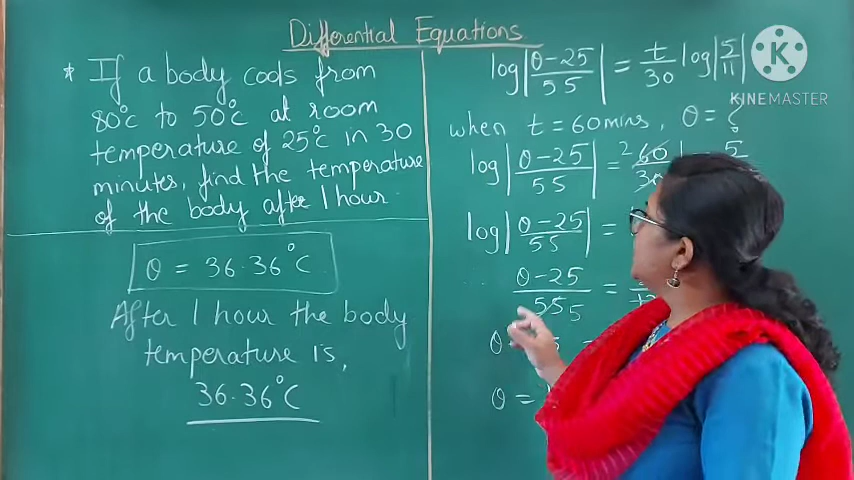 Differential Equations
* If a body cools from
80°C to 50°C at room
temperature of 25°C in 30
minutes, find the temperature
of the body after 1 hour.
θ = 36.36°C
After 1 hour the body
temperature is,
36.36°C
log|θ-25/55| = t/30 log|5/11|
when t = 60 mins, θ = ?
log|θ-25/55| = 2 60/30 5
log|θ-25/55| =
θ-25/55 5 =
θ
θ =
K
KINEMASTER